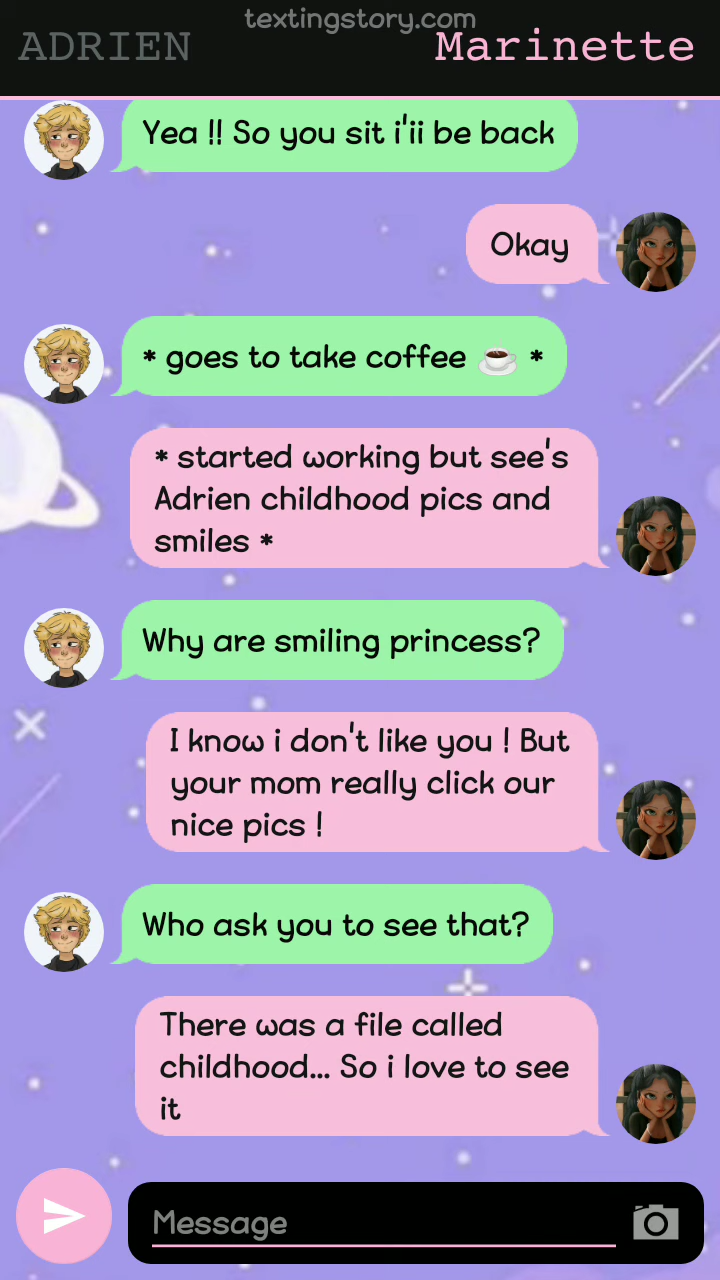 textingstory.com
ADRIEN
Marinette
Yea !! So you sit i'ii be back
Okay
* goes to take coffee ☕ *
* started working but see's
Adrien childhood pics and
smiles *
Why are smiling princess?
I know i don't like you ! But
your mom really click our
nice pics !
Who ask you to see that?
There was a file called
childhood... So i love to see
it
Message